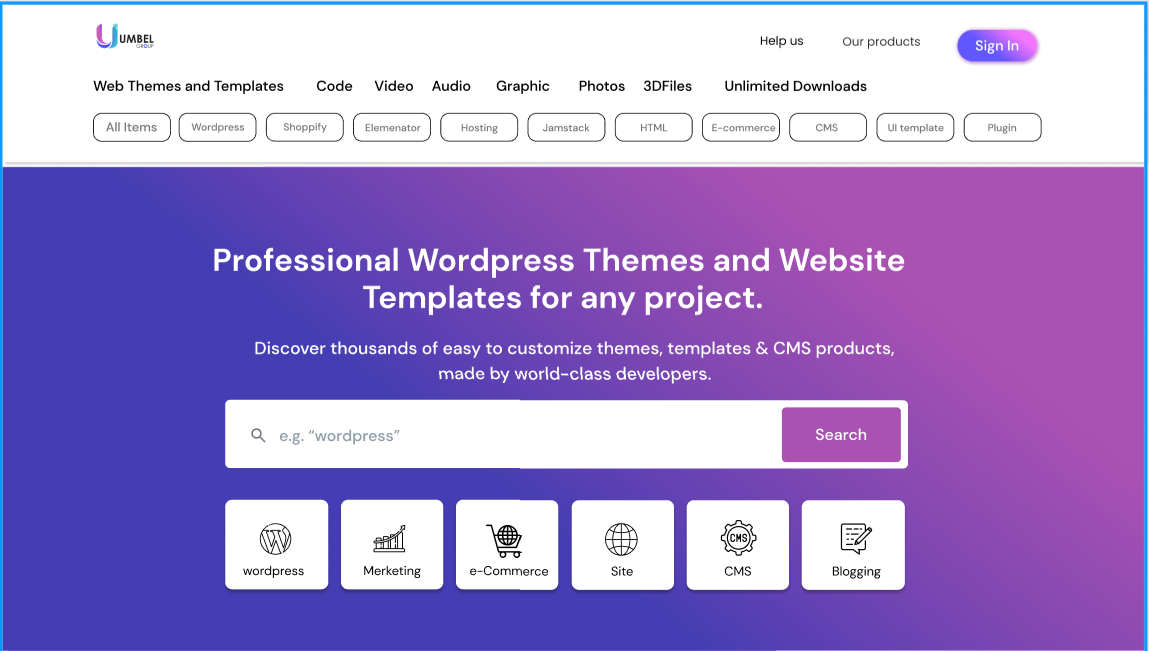 UMBEL
GROUP
Help us
Our products
Sign In
Web Themes and Templates
Code
Video
Audio
Graphic
Photos
3DFiles
Unlimited Downloads
All Items
Wordpress
Shoppify
Elemenator
Hosting
Jamstack
HTML
E-commerce
CMS
UI template
Plugin
Professional Wordpress Themes and Website
Templates for any project.
Discover thousands of easy to customize themes, templates & CMS products,
made by world-class developers.
e.g. “wordpress”
Search
wordpress
Merketing
e-Commerce
Site
CMS
CMS
Blogging